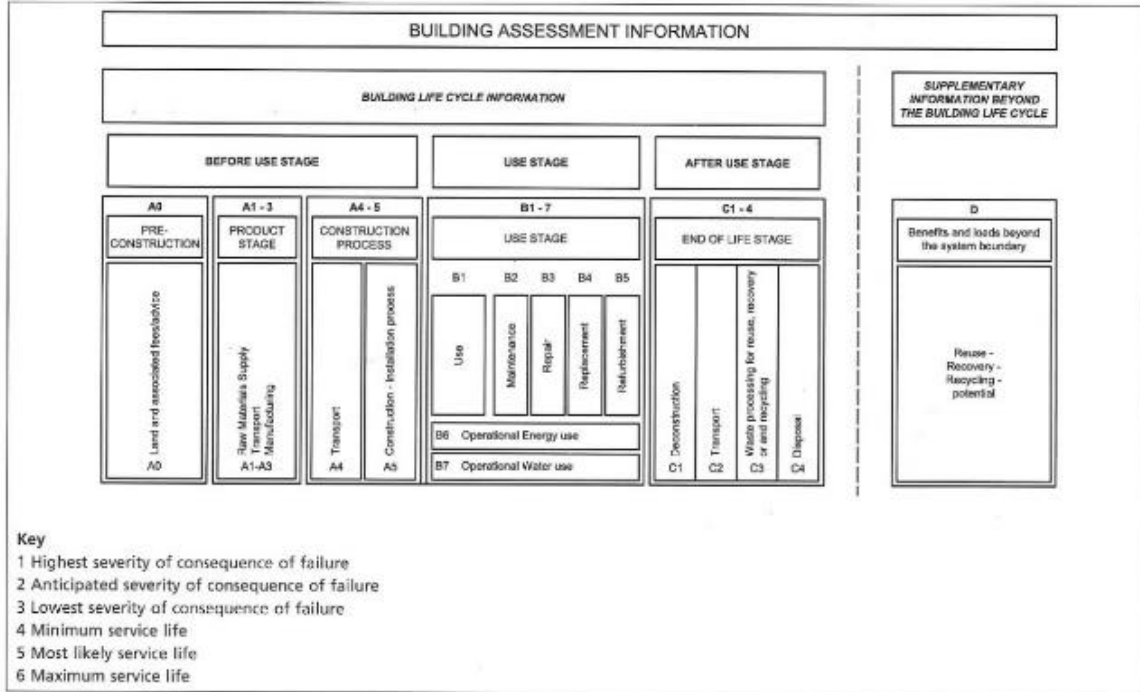 BUILDING ASSESSMENT INFORMATION
BUILDING LIFE CYCLE INFORMATION
SUPPLEMENTARY
INFORMATION BEYOND
THE BUILDING LIFE CYCLE
BEFORE USE STAGE
USE STAGE
AFTER USE STAGE
A0
PRE-
CONSTRUCTION
Land and associated fees/advice
A0
A1 - 3
PRODUCT
STAGE
Raw Materials Supply
Transport
Manufacturing
A1-A3
A4 - 5
CONSTRUCTION
PROCESS
Transport
A4
Construction - Installation process
A5
B1 - 7
USE STAGE
B1
Use
B2
Maintenance
B3
Repair
B4
Replacement
B5
Refurbishment
B6 Operational Energy use
B7 Operational Water use
C1 - 4
END OF LIFE STAGE
Deconstruction
C1
Transport
C2
Waste processing for reuse, recovery
or and recycling
C3
Disposal
C4
D
Benefits and loads beyond
the system boundary
Reuse -
Recovery -
Recycling -
potential
Key
1 Highest severity of consequence of failure
2 Anticipated severity of consequence of failure
3 Lowest severity of consequence of failure
4 Minimum service life
5 Most likely service life
6 Maximum service life